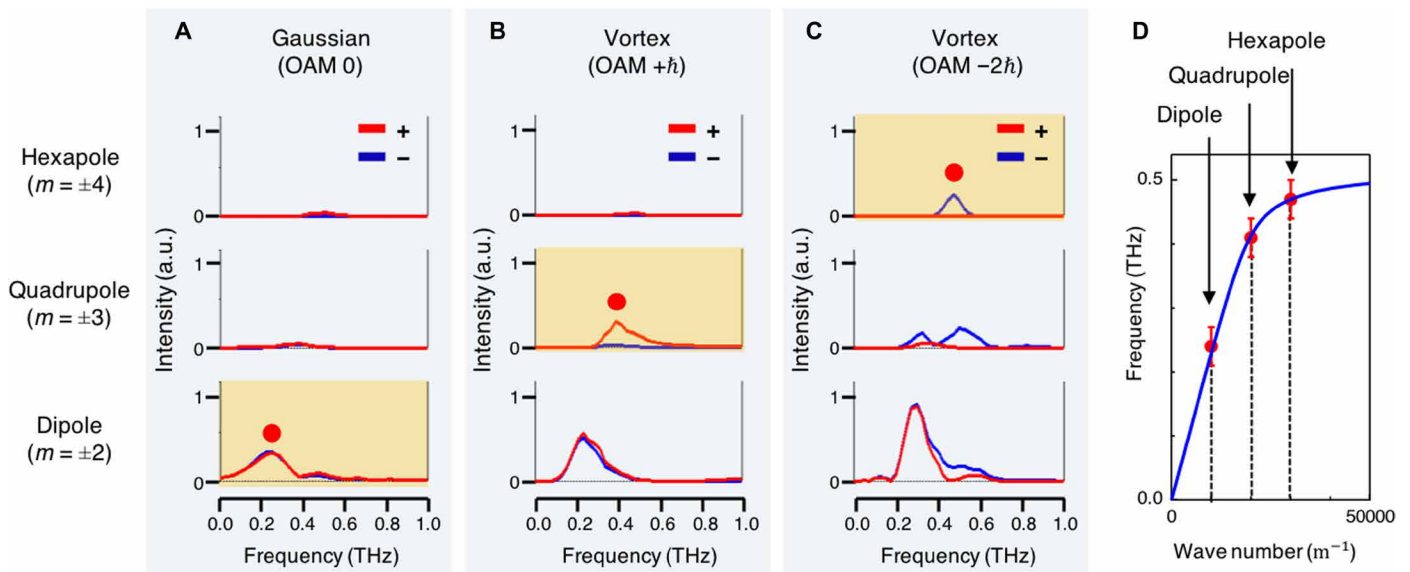 A
Gaussian
(OAM 0)
B
Vortex
(OAM +ℏ)
C
Vortex
(OAM −2ℏ)
D
Hexapole
Quadrupole
Dipole
Hexapole
(m = ±4)
Quadrupole
(m = ±3)
Dipole
(m = ±2)
Intensity (a.u.)
1
0
+
−
1
0
1
0
0.0 0.2 0.4 0.6 0.8 1.0
Frequency (THz)
Intensity (a.u.)
1
0
+
−
1
0
1
0
0.0 0.2 0.4 0.6 0.8 1.0
Frequency (THz)
Intensity (a.u.)
1
0
+
−
1
0
1
0
0.0 0.2 0.4 0.6 0.8 1.0
Frequency (THz)
Frequency (THz)
0.5
0.0
0 50000
Wave number (m⁻¹)